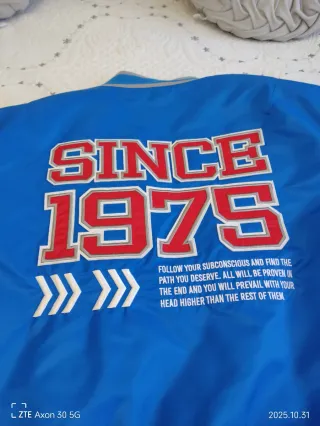 SINCE
1975
FOLLOW YOUR SUBCONSCIOUS AND FIND THE
PATH YOU DESERVE. ALL WILL BE PROVEN IN
THE END AND YOU WILL PREVAIL WITH YOUR
HEAD HIGHER THAN THE REST OF THEM.
ZTE Axon 30 5G
2025.10.31